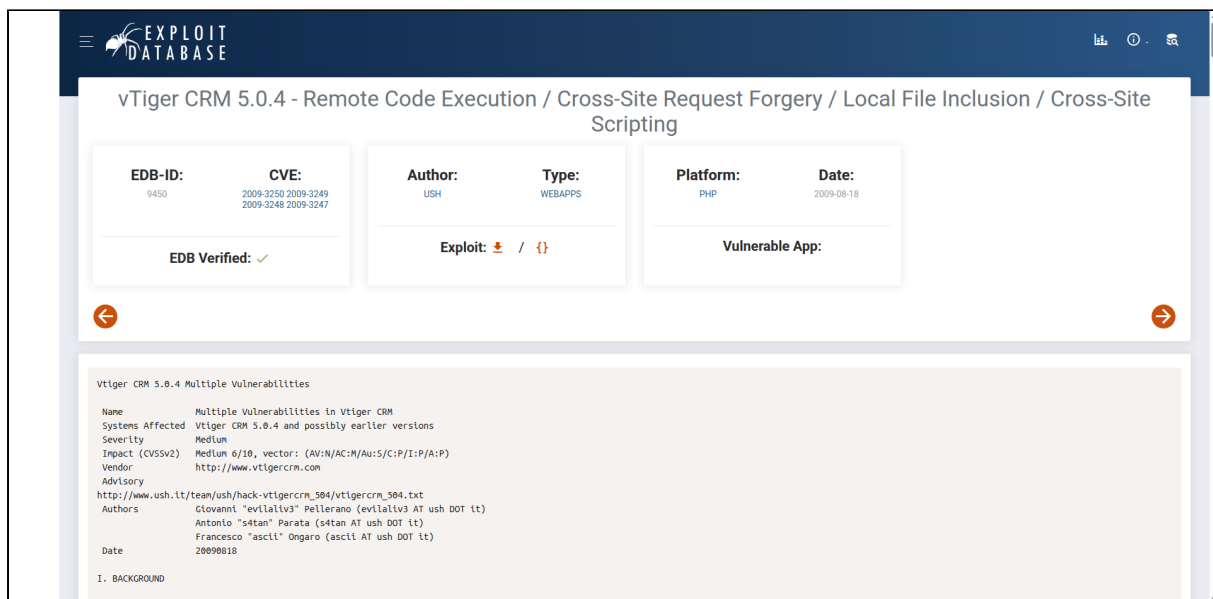 EXPLOIT
DATABASE
vTiger CRM 5.0.4 - Remote Code Execution / Cross-Site Request Forgery / Local File Inclusion / Cross-Site
Scripting
EDB-ID:
9450
CVE:
2009-3250 2009-3249
2009-3248 2009-3247
EDB Verified:
Author:
USH
Type:
WEBAPPS
Exploit: / {}
Platform:
PHP
Date:
2009-08-18
Vulnerable App:
Vtiger CRM 5.0.4 Multiple Vulnerabilities
Name Multiple Vulnerabilities in Vtiger CRM
Systems Affected Vtiger CRM 5.0.4 and possibly earlier versions
Severity Medium
Impact (CVSSv2) Medium 6/10, vector: (AV:N/AC:M/Au:S/C:P/I:P/A:P)
Vendor http://www.vtigercrm.com
Advisory
http://www.ush.it/team/ush/hack-vtigercrm_504/vtigercrm_504.txt
Authors Giovanni "evilaliv3" Pellerano (evilaliv3 AT ush DOT it)
Antonio "s4tan" Parata (s4tan AT ush DOT it)
Francesco "ascii" Ongaro (ascii AT ush DOT it)
Date 20090818
I. BACKGROUND